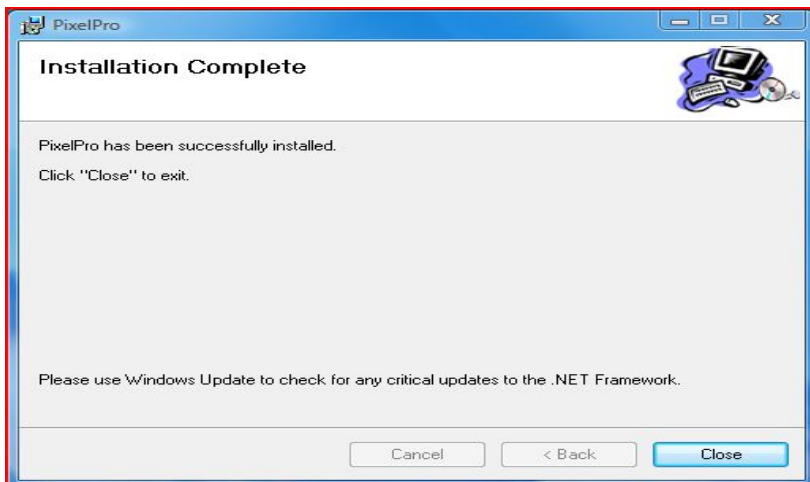 PixelPro
Installation Complete
PixelPro has been successfully installed.
Click "Close" to exit.
Please use Windows Update to check for any critical updates to the .NET Framework.
Cancel
< Back
Close